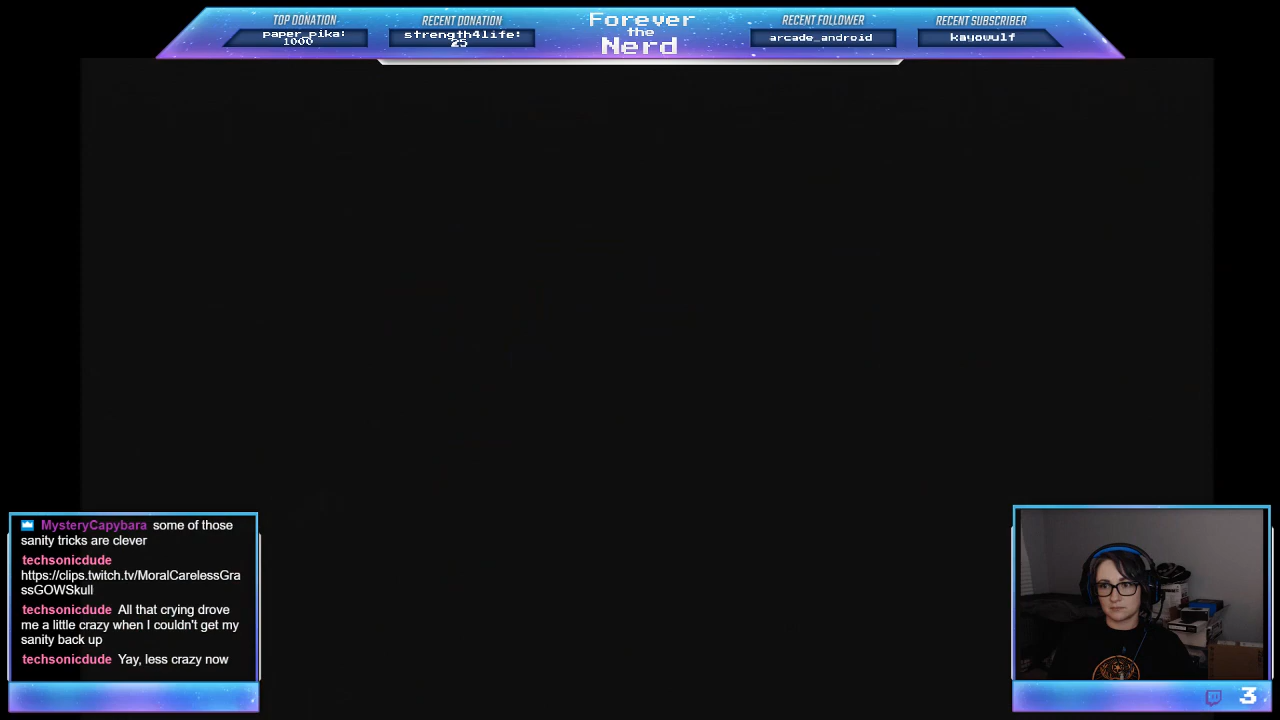 TOP DONATION
paper_pika:
1000
RECENT DONATION
strength4life:
25
Forever
the
Nerd
RECENT FOLLOWER
arcade_android
RECENT SUBSCRIBER
kayowulf
MysteryCapybara some of those
sanity tricks are clever
techsonicdude
https://clips.twitch.tv/MoralCarelessGra
ssGOWSkull
techsonicdude All that crying drove
me a little crazy when I couldn't get my
sanity back up
techsonicdude Yay, less crazy now
3